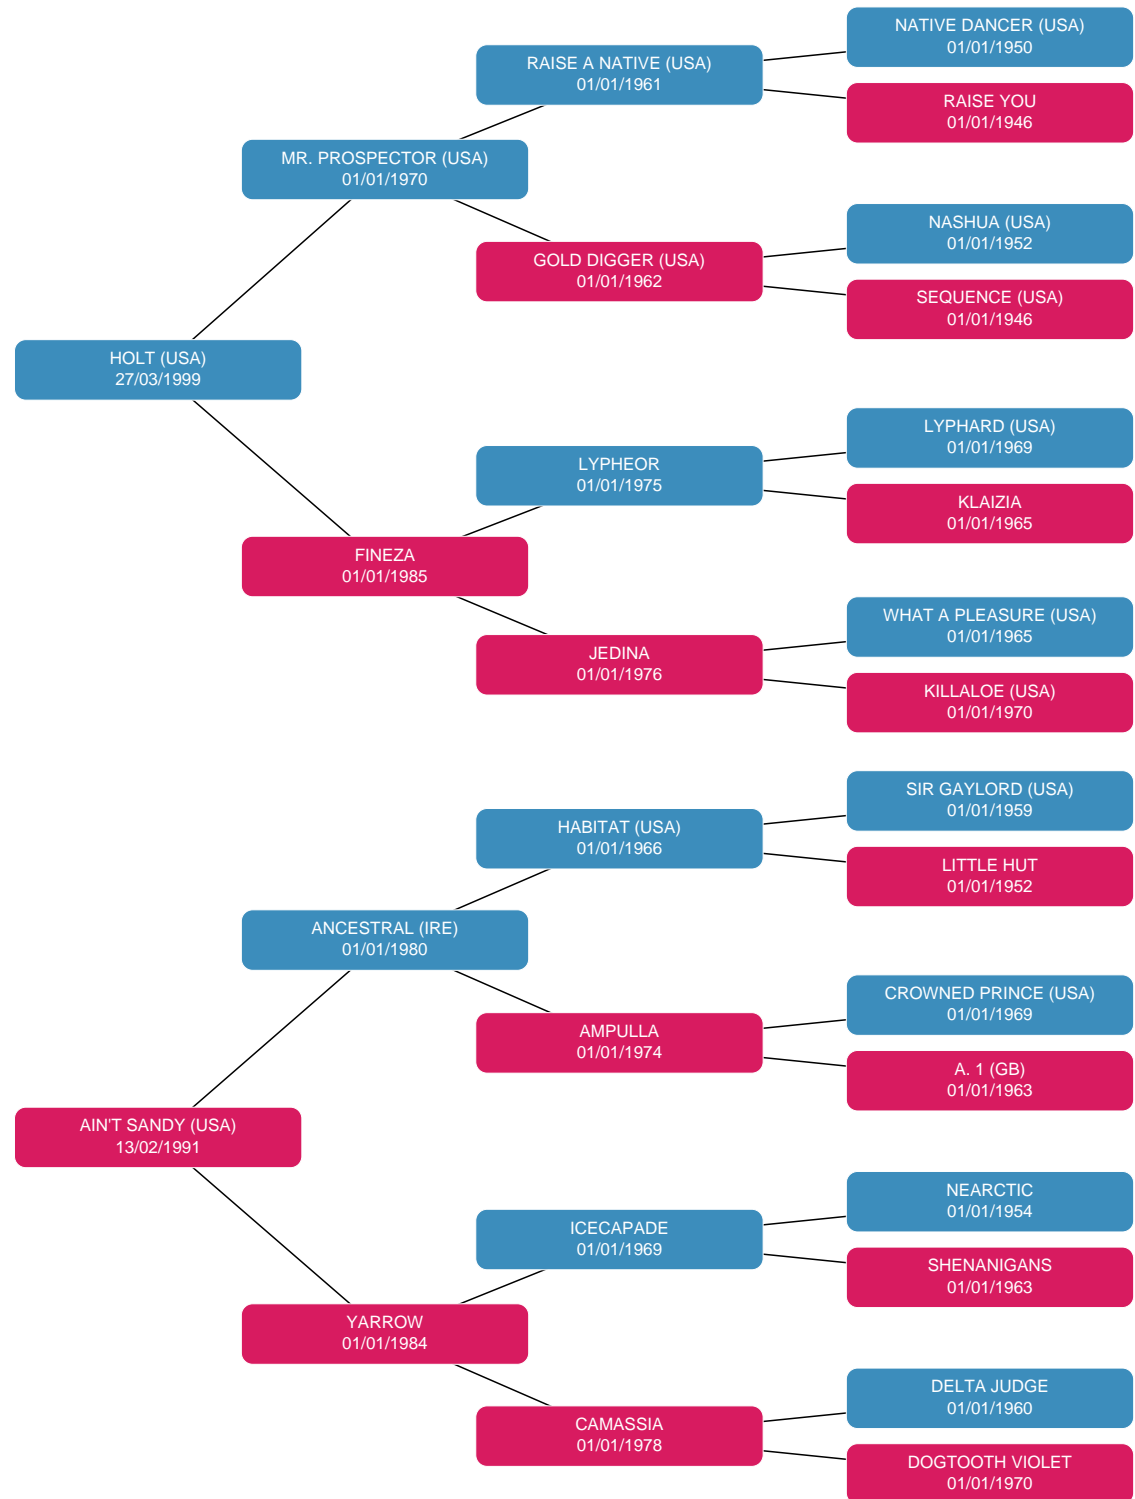 NATIVE DANCER (USA)
01/01/1950
RAISE A NATIVE (USA)
01/01/1961
RAISE YOU
01/01/1946
MR. PROSPECTOR (USA)
01/01/1970
NASHUA (USA)
01/01/1952
GOLD DIGGER (USA)
01/01/1962
SEQUENCE (USA)
01/01/1946
HOLT (USA)
27/03/1999
LYPHARD (USA)
01/01/1969
LYPHEOR
01/01/1975
KLAIZIA
01/01/1965
FINEZA
01/01/1985
WHAT A PLEASURE (USA)
01/01/1965
JEDINA
01/01/1976
KILLALOE (USA)
01/01/1970
SIR GAYLORD (USA)
01/01/1959
HABITAT (USA)
01/01/1966
LITTLE HUT
01/01/1952
ANCESTRAL (IRE)
01/01/1980
CROWNED PRINCE (USA)
01/01/1969
AMPULLA
01/01/1974
A. 1 (GB)
01/01/1963
AIN'T SANDY (USA)
13/02/1991
NEARCTIC
01/01/1954
ICECAPADE
01/01/1969
SHENANIGANS
01/01/1963
YARROW
01/01/1984
DELTA JUDGE
01/01/1960
CAMASSIA
01/01/1978
DOGTOOTH VIOLET
01/01/1970